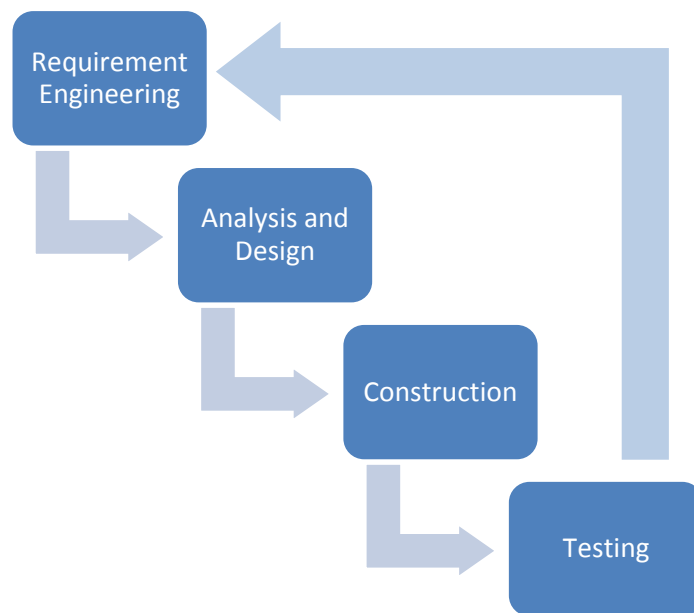 Requirement
Engineering
Analysis and
Design
Construction
Testing